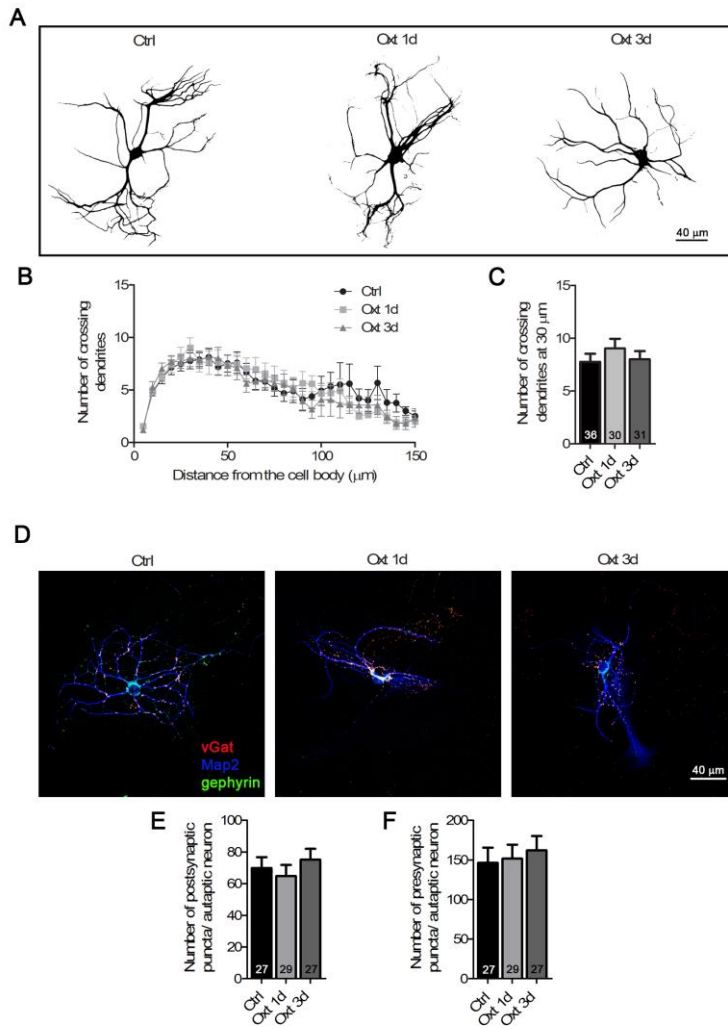 A
Ctrl
Oxt 1d
Oxt 3d
40 μm
B
Number of crossing
dendrites
15
10
5
0
Ctrl
Oxt 1d
Oxt 3d
0 50 100 150
Distance from the cell body (μm)
C
Number of crossing
dendrites at 30 μm
15
10
5
0
36 30 31
Ctrl
Oxt 1d
Oxt 3d
D
Ctrl
Oxt 1d
Oxt 3d
vGat
Map2
gephyrin
40 μm
E
Number of postsynaptic
puncta/ autaptic neuron
100
80
60
40
20
0
27 29 27
Ctrl
Oxt 1d
Oxt 3d
F
Number of presynaptic
puncta/ autaptic neuron
200
150
100
50
0
27 29 27
Ctrl
Oxt 1d
Oxt 3d